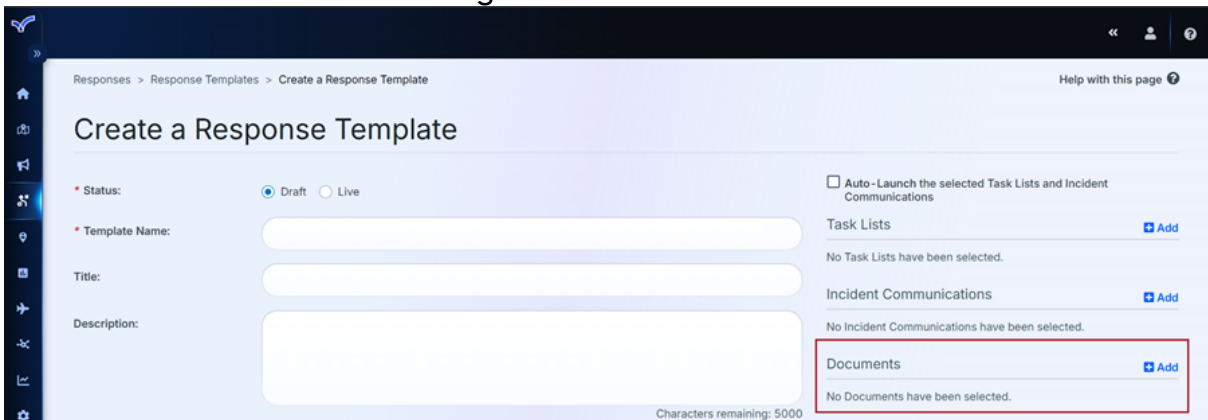 Responses > Response Templates > Create a Response Template
Help with this page
Create a Response Template
* Status:
Draft
Live
* Template Name:
Title:
Description:
Characters remaining: 5000
Auto-Launch the selected Task Lists and Incident
Communications
Task Lists
Add
No Task Lists have been selected.
Incident Communications
Add
No Incident Communications have been selected.
Documents
Add
No Documents have been selected.